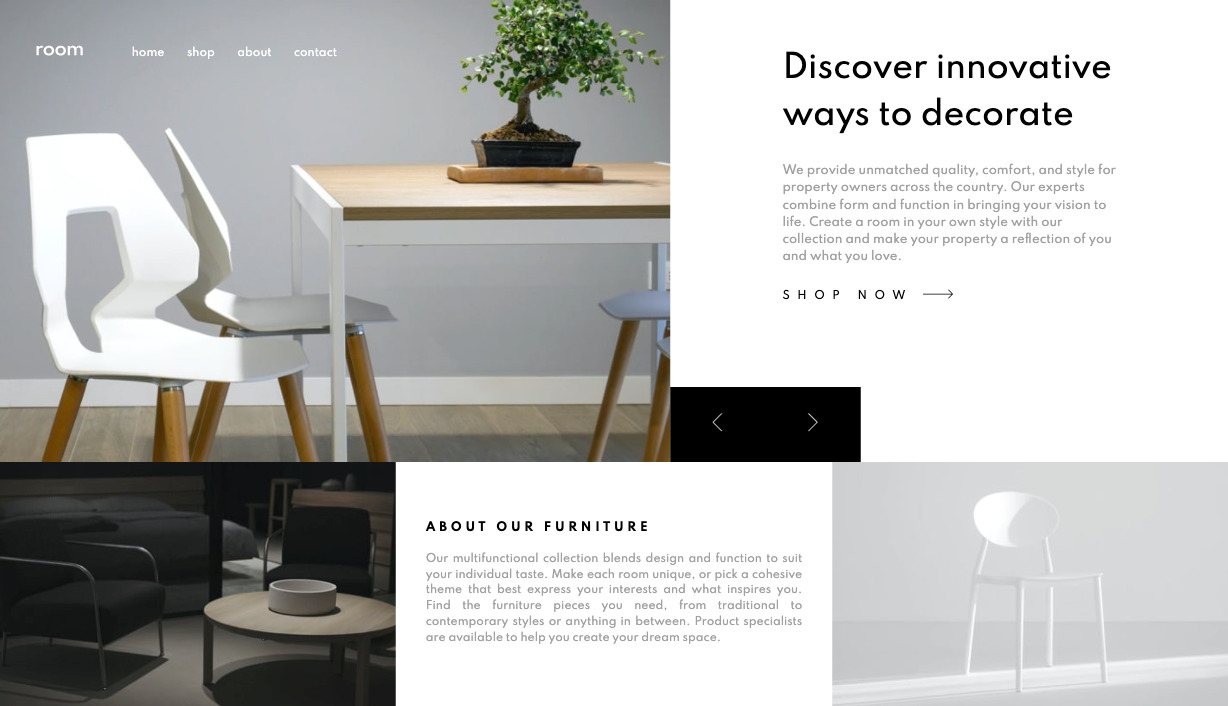 room
home shop about contact
Discover innovative
ways to decorate
We provide unmatched quality, comfort, and style for
property owners across the country. Our experts
combine form and function in bringing your vision to
life. Create a room in your own style with our
collection and make your property a reflection of you
and what you love.
SHOP NOW
ABOUT OUR FURNITURE
Our multifunctional collection blends design and function to suit
your individual taste. Make each room unique, or pick a cohesive
theme that best express your interests and what inspires you.
Find the furniture pieces you need, from traditional to
contemporary styles or anything in between. Product specialists
are available to help you create your dream space.